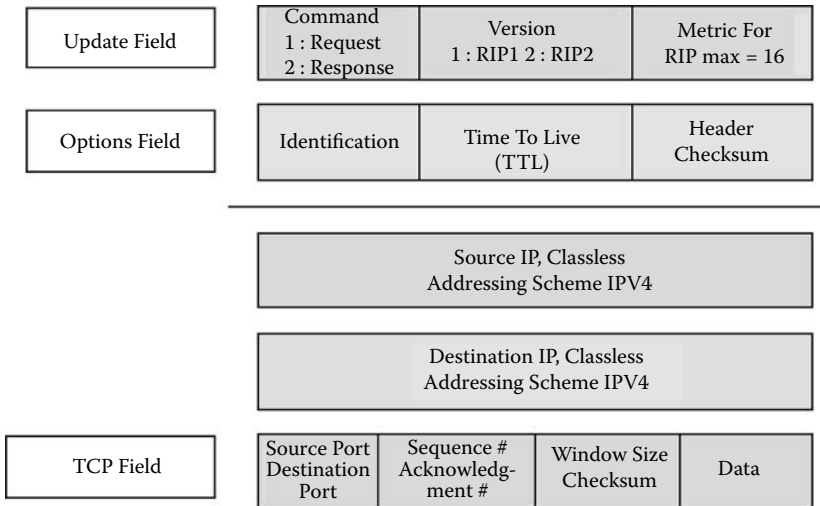 Update Field
Command
1 : Request
2 : Response
Version
1 : RIP1 2 : RIP2
Metric For
RIP max = 16
Options Field
Identification
Time To Live
(TTL)
Header
Checksum
Source IP, Classless
Addressing Scheme IPV4
Destination IP, Classless
Addressing Scheme IPV4
TCP Field
Source Port
Destination
Port
Sequence #
Acknowledg-
ment #
Window Size
Checksum
Data